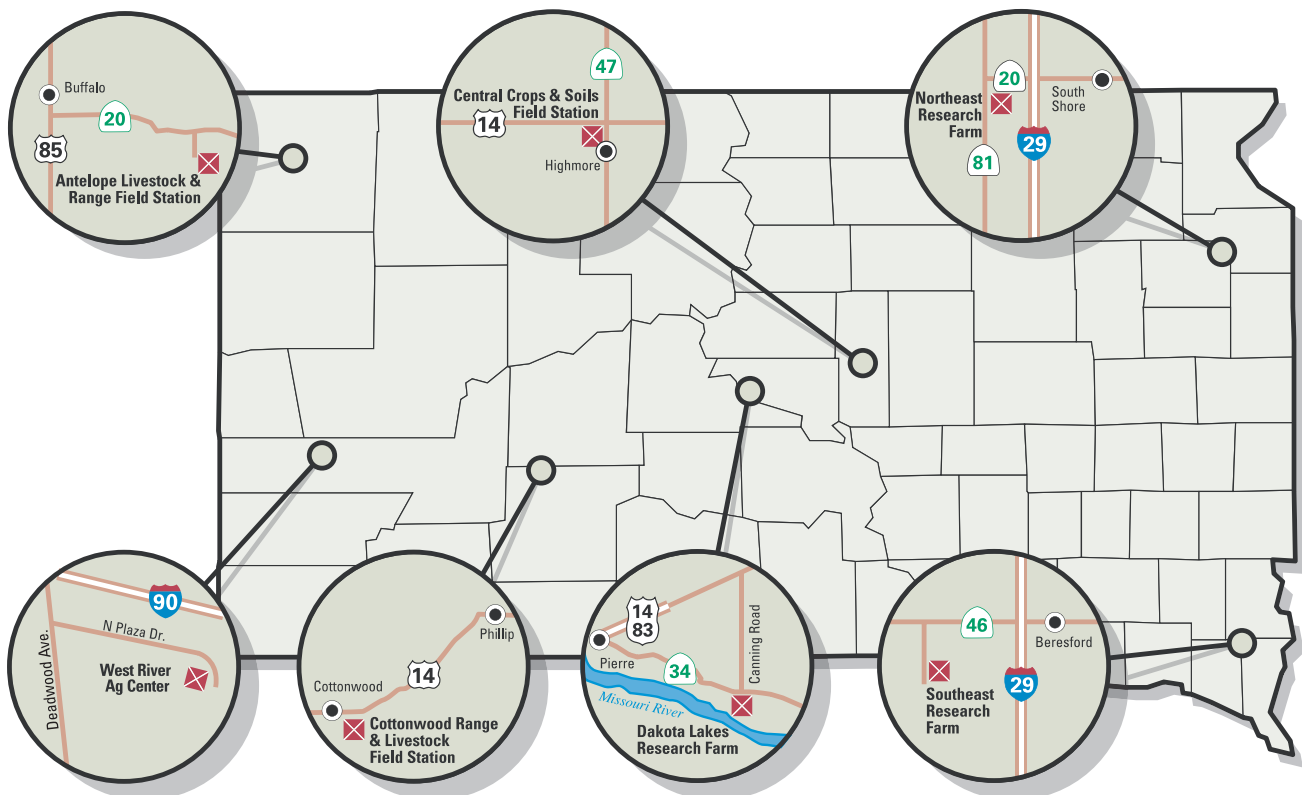 Buffalo
20
85
Antelope Livestock &
Range Field Station
47
Central Crops & Soils
Field Station
14
Highmore
20
Northeast
Research
Farm
South
Shore
29
81
90
N Plaza Dr.
Deadwood Ave.
West River
Ag Center
Phillip
14
Cottonwood
Cottonwood Range
& Livestock
Field Station
14
83
Pierre
34
Canning Road
Missouri River
Dakota Lakes
Research Farm
46
Beresford
29
Southeast
Research
Farm